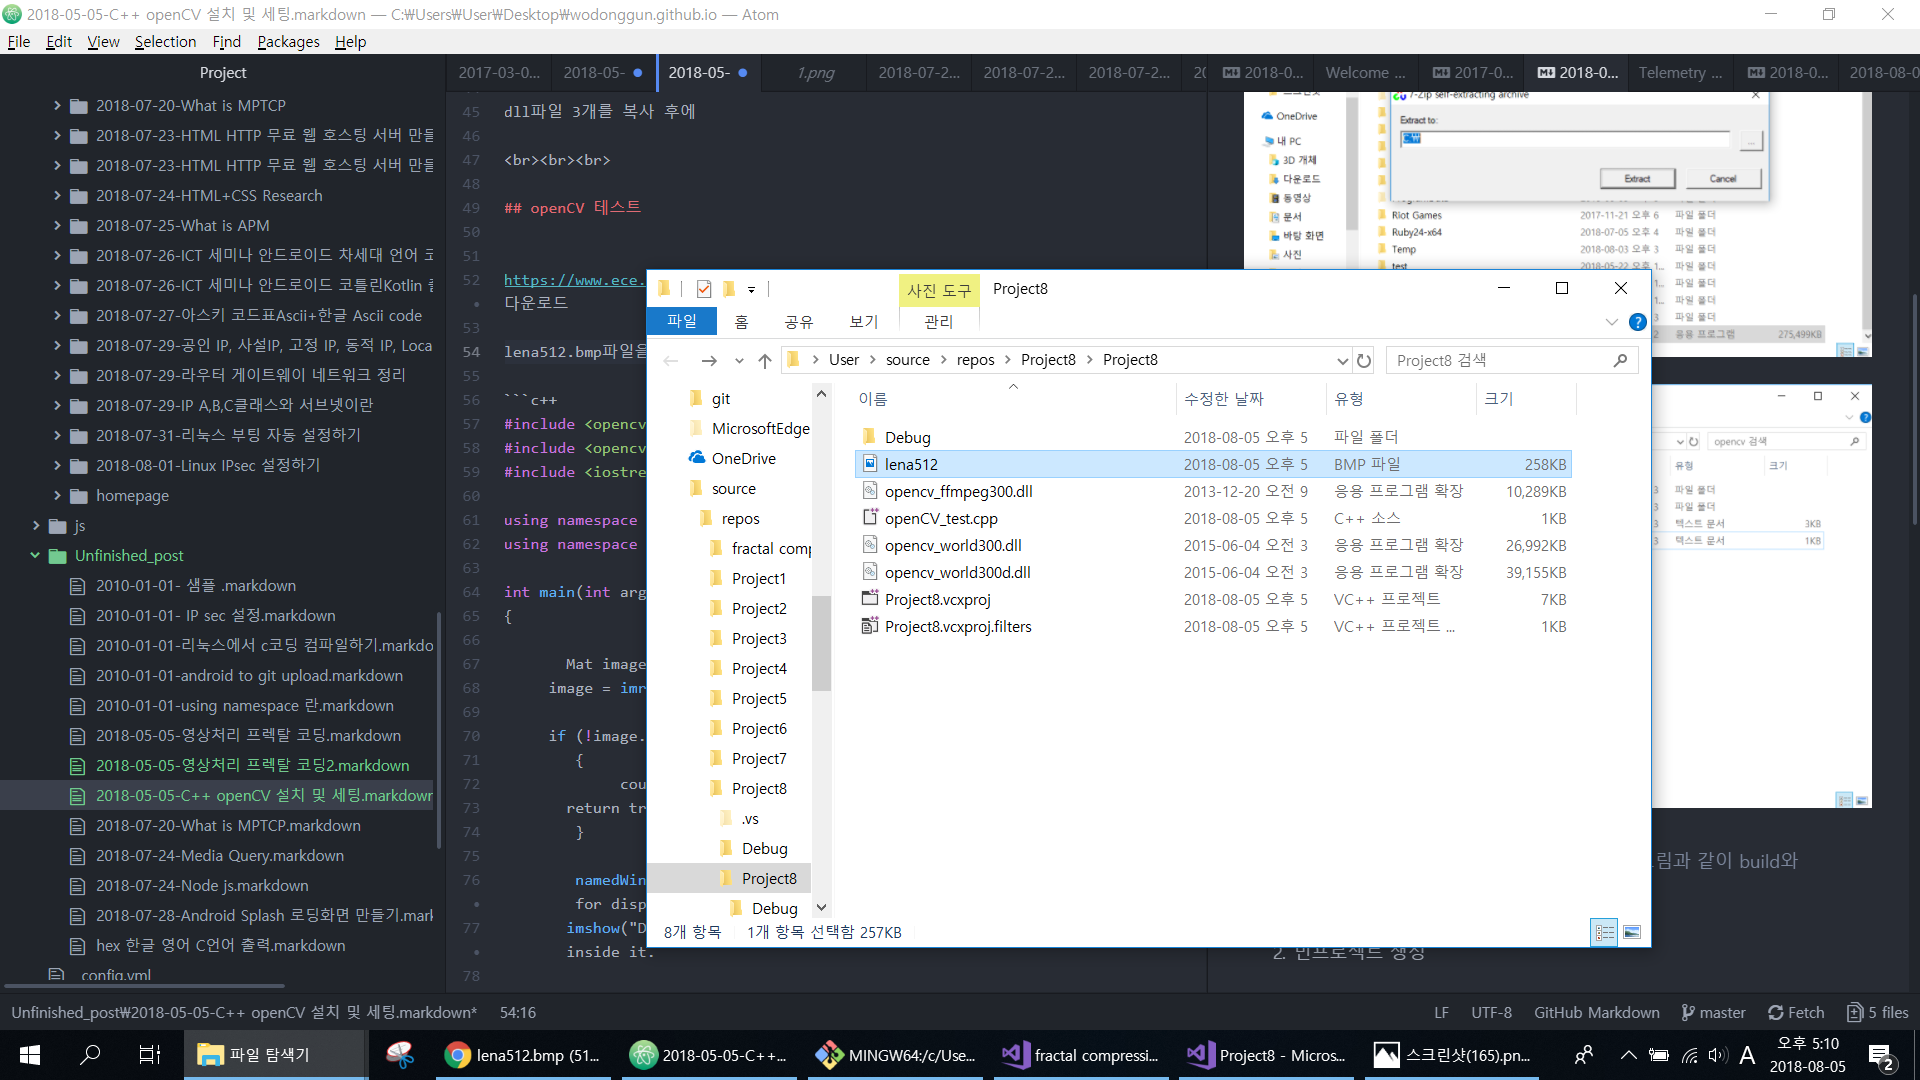 2018-05-05-C++ openCV 설치 및 세팅.markdown — C:₩Users₩User₩Desktop₩wodonggun.github.io — Atom
File Edit View Selection Find Packages Help
Project
2018-07-20-What is MPTCP
2018-07-23-HTML HTTP 무료 웹 호스팅 서버 만들
2018-07-23-HTML HTTP 무료 웹 호스팅 서버 만들
2018-07-24-HTML+CSS Research
2018-07-25-What is APM
2018-07-26-ICT 세미나 안드로이드 차세대 언어 코
2018-07-26-ICT 세미나 안드로이드 코틀린Kotlin
2018-07-27-아스키 코드표Ascii+한글 Ascii code
2018-07-29-공인 IP, 사설IP, 고정 IP, 동적 IP, Loca
2018-07-29-라우터 게이트웨이 네트워크 정리
2018-07-29-IP A,B,C클래스와 서브넷이란
2018-07-31-리눅스 부팅 자동 설정하기
2018-08-01-Linux IPsec 설정하기
homepage
js
Unfinished_post
2010-01-01- 샘플 .markdown
2010-01-01- IP sec 설정.markdown
2010-01-01-리눅스에서 c코딩 컴파일하기.markdo
2010-01-01-android to git upload.markdown
2010-01-01-using namespace 란.markdown
2018-05-05-영상처리 프렉탈 코딩.markdown
2018-05-05-영상처리 프렉탈 코딩2.markdown
2018-05-05-C++ openCV 설치 및 세팅.markdown
2018-07-20-What is MPTCP.markdown
2018-07-24-Media Query.markdown
2018-07-24-Node js.markdown
2018-07-28-Android Splash 로딩화면 만들기.mark
hex 한글 영어 C언어 출력.markdown
config.yml
2017-03-0... 2018-05- 2018-05- 1.png 2018-07-2... 2018-07-2... 2018-07-2... 20 2018-0... Welcome ... 2017-0... 2018-0... Telemetry ... 2018-0... 2018-08-0
45 dll파일 3개를 복사 후에
46
47 <br><br><br>
48
49 ## openCV 테스트
50
51
52 https://www.ece.
• 다운로드
53
54 lena512.bmp파일을
55
56 ```c++
57 #include <opencv
58 #include <opencv
59 #include <iostre
60
61 using namespace
62 using namespace
63
64 int main(int arg
65 {
66
67 Mat image
68 image = imr
69
70 if (!image.
71 {
72 cou
73 return tr
74 }
75
76 namedWin
• for disp
77 imshow("D
• inside it.
78
7-Zip self-extracting archive
Extract to:
C:₩
...
Extract Cancel
OneDrive
내 PC
3D 개체
다운로드
동영상
문서
바탕 화면
사진
Riot Games 2017-11-21 오후 6 파일 폴더
Ruby24-x64 2018-07-05 오후 4 파일 폴더
Temp 2018-08-03 오후 3 파일 폴더
test 2018-05-22 오후 1... 파일 폴더
파일 폴더
파일 폴더
파일 폴더
응용 프로그램 275,499KB
opencv 검색
유형 크기
3 파일 폴더
3 파일 폴더
3 텍스트 문서 3KB
3 텍스트 문서 1KB
림과 같이 build와
2. 빈프로젝트 생성
사진 도구 Project8
파일 홈 공유 보기 관리
User source repos Project8 Project8
Project8 검색
git
MicrosoftEdge
OneDrive
source
repos
fractal comp
Project1
Project2
Project3
Project4
Project5
Project6
Project7
Project8
.vs
Debug
Project8
Debug
이름 수정한 날짜 유형 크기
Debug 2018-08-05 오후 5 파일 폴더
lena512 2018-08-05 오후 5 BMP 파일 258KB
opencv_ffmpeg300.dll 2013-12-20 오전 9 응용 프로그램 확장 10,289KB
openCV_test.cpp 2018-08-05 오후 5 C++ 소스 1KB
opencv_world300.dll 2015-06-04 오전 3 응용 프로그램 확장 26,992KB
opencv_world300d.dll 2015-06-04 오전 3 응용 프로그램 확장 39,155KB
Project8.vcxproj 2018-08-05 오후 5 VC++ 프로젝트 7KB
Project8.vcxproj.filters 2018-08-05 오후 5 VC++ 프로젝트 ... 1KB
8개 항목 1개 항목 선택함 257KB
Unfinished_post₩2018-05-05-C++ openCV 설치 및 세팅.markdown* 54:16
LF UTF-8 GitHub Markdown master Fetch 5 files
파일 탐색기
lena512.bmp (51...
2018-05-05-C++...
MINGW64:/c/Use...
fractal compressi...
Project8 - Micros...
스크린샷(165).pn...
A
오후 5:10
2018-08-05
2